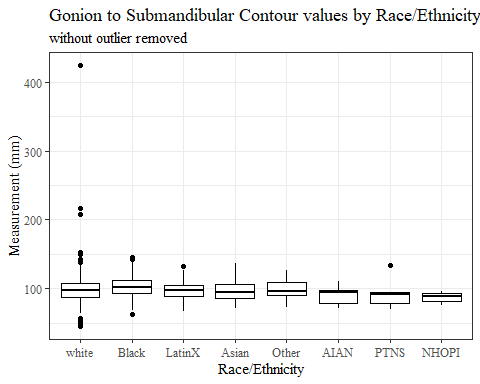 Gonion to Submandibular Contour values by Race/Ethnicity
without outlier removed
Measurement (mm)
400
300
200
100
white Black LatinX Asian Other AIAN PTNS NHOPI
Race/Ethnicity